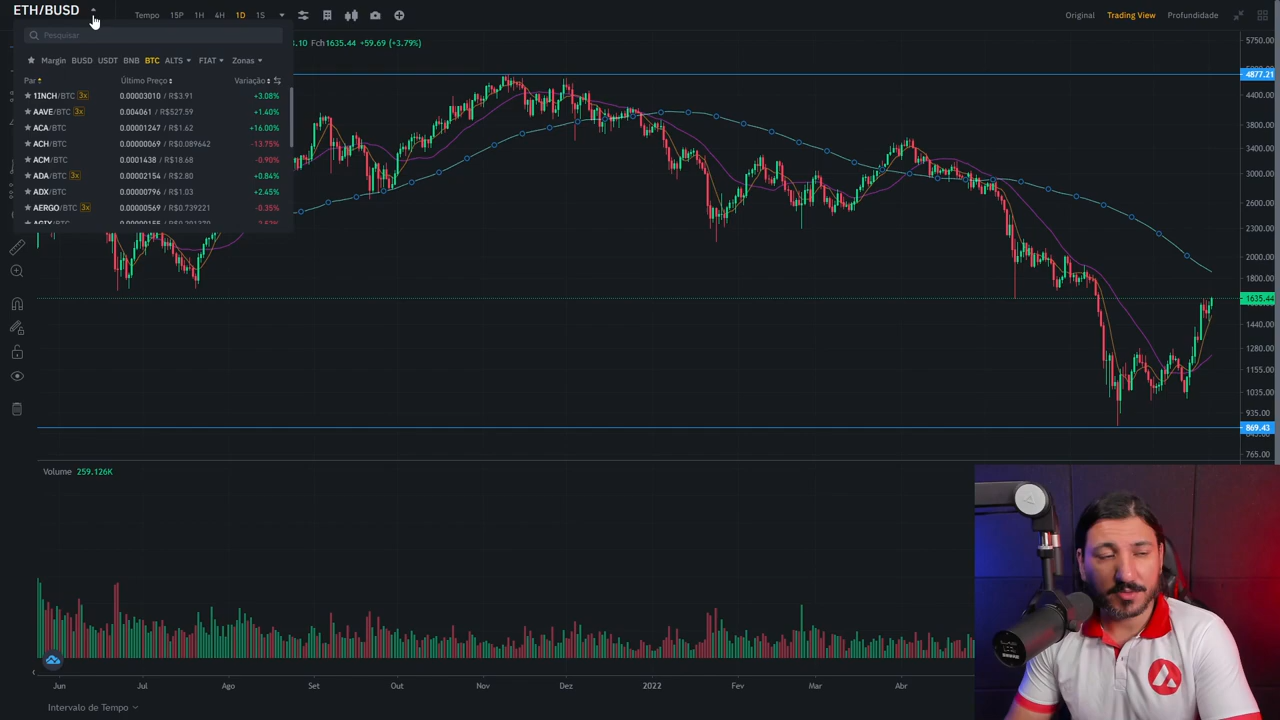 ETH/BUSD
Tempo 15P 1H 4H 1D 1S
Original Trading View Profundidade
Pesquisar
3.10 Fch 1635.44 +59.69 (+3.79%)
Margin BUSD USDT BNB BTC ALTS FIAT Zonas
Par Último Preço Variação
1INCH/BTC 3x 0.00003010 / R$3.91 +3.08%
AAVE/BTC 3x 0.004061 / R$527.59 +1.40%
ACA/BTC 0.00001247 / R$1.62 +16.00%
ACH/BTC 0.00000069 / R$0.089642 -13.75%
ACM/BTC 0.0001438 / R$18.68 -0.90%
ADA/BTC 3x 0.00002154 / R$2.80 +0.84%
ADX/BTC 0.00000796 / R$1.03 +2.45%
AERGO/BTC 3x 0.00000569 / R$0.739221 -0.35%
5750.00
4877.21
4400.00
3800.00
3400.00
3000.00
2600.00
2300.00
2000.00
1800.00
1635.44
1440.00
1280.00
1155.00
1035.00
935.00
869.43
765.00
Volume 259.126K
Jun Jul Ago Set Out Nov Dez 2022 Fev Mar Abr
Intervalo de Tempo